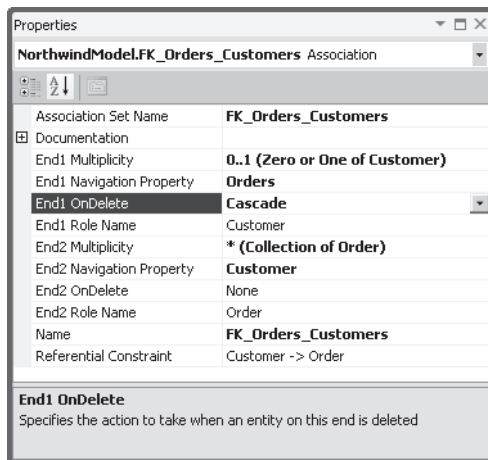 Properties
NorthwindModel.FK_Orders_Customers Association
Association Set Name FK_Orders_Customers
Documentation
End1 Multiplicity 0..1 (Zero or One of Customer)
End1 Navigation Property Orders
End1 OnDelete Cascade
End1 Role Name Customer
End2 Multiplicity * (Collection of Order)
End2 Navigation Property Customer
End2 OnDelete None
End2 Role Name Order
Name FK_Orders_Customers
Referential Constraint Customer -> Order
End1 OnDelete
Specifies the action to take when an entity on this end is deleted